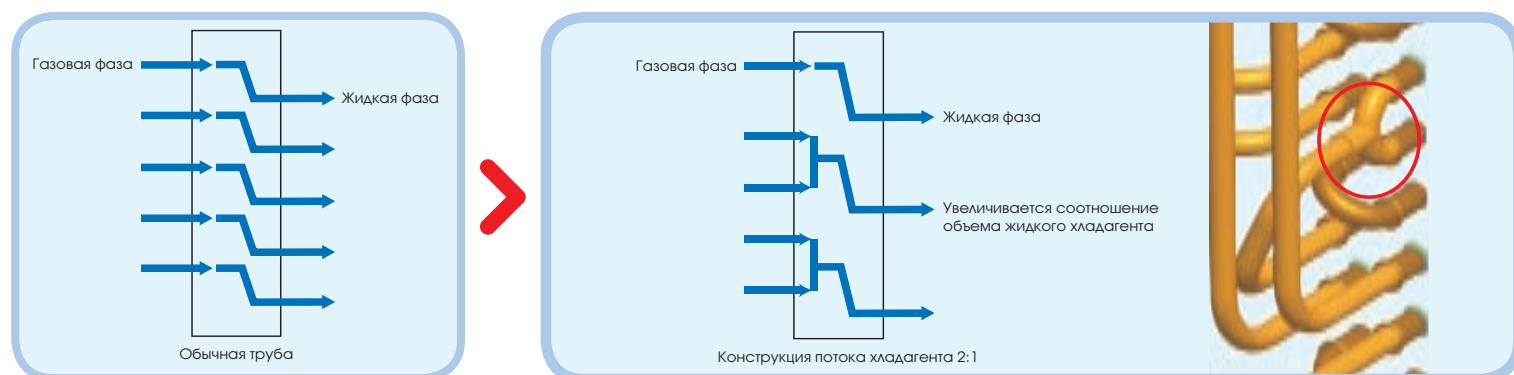 Газовая фаза
Жидкая фаза
Обычная труба
Газовая фаза
Жидкая фаза
Увеличивается соотношение
объема жидкого хладагента
Конструкция потока хладагента 2:1